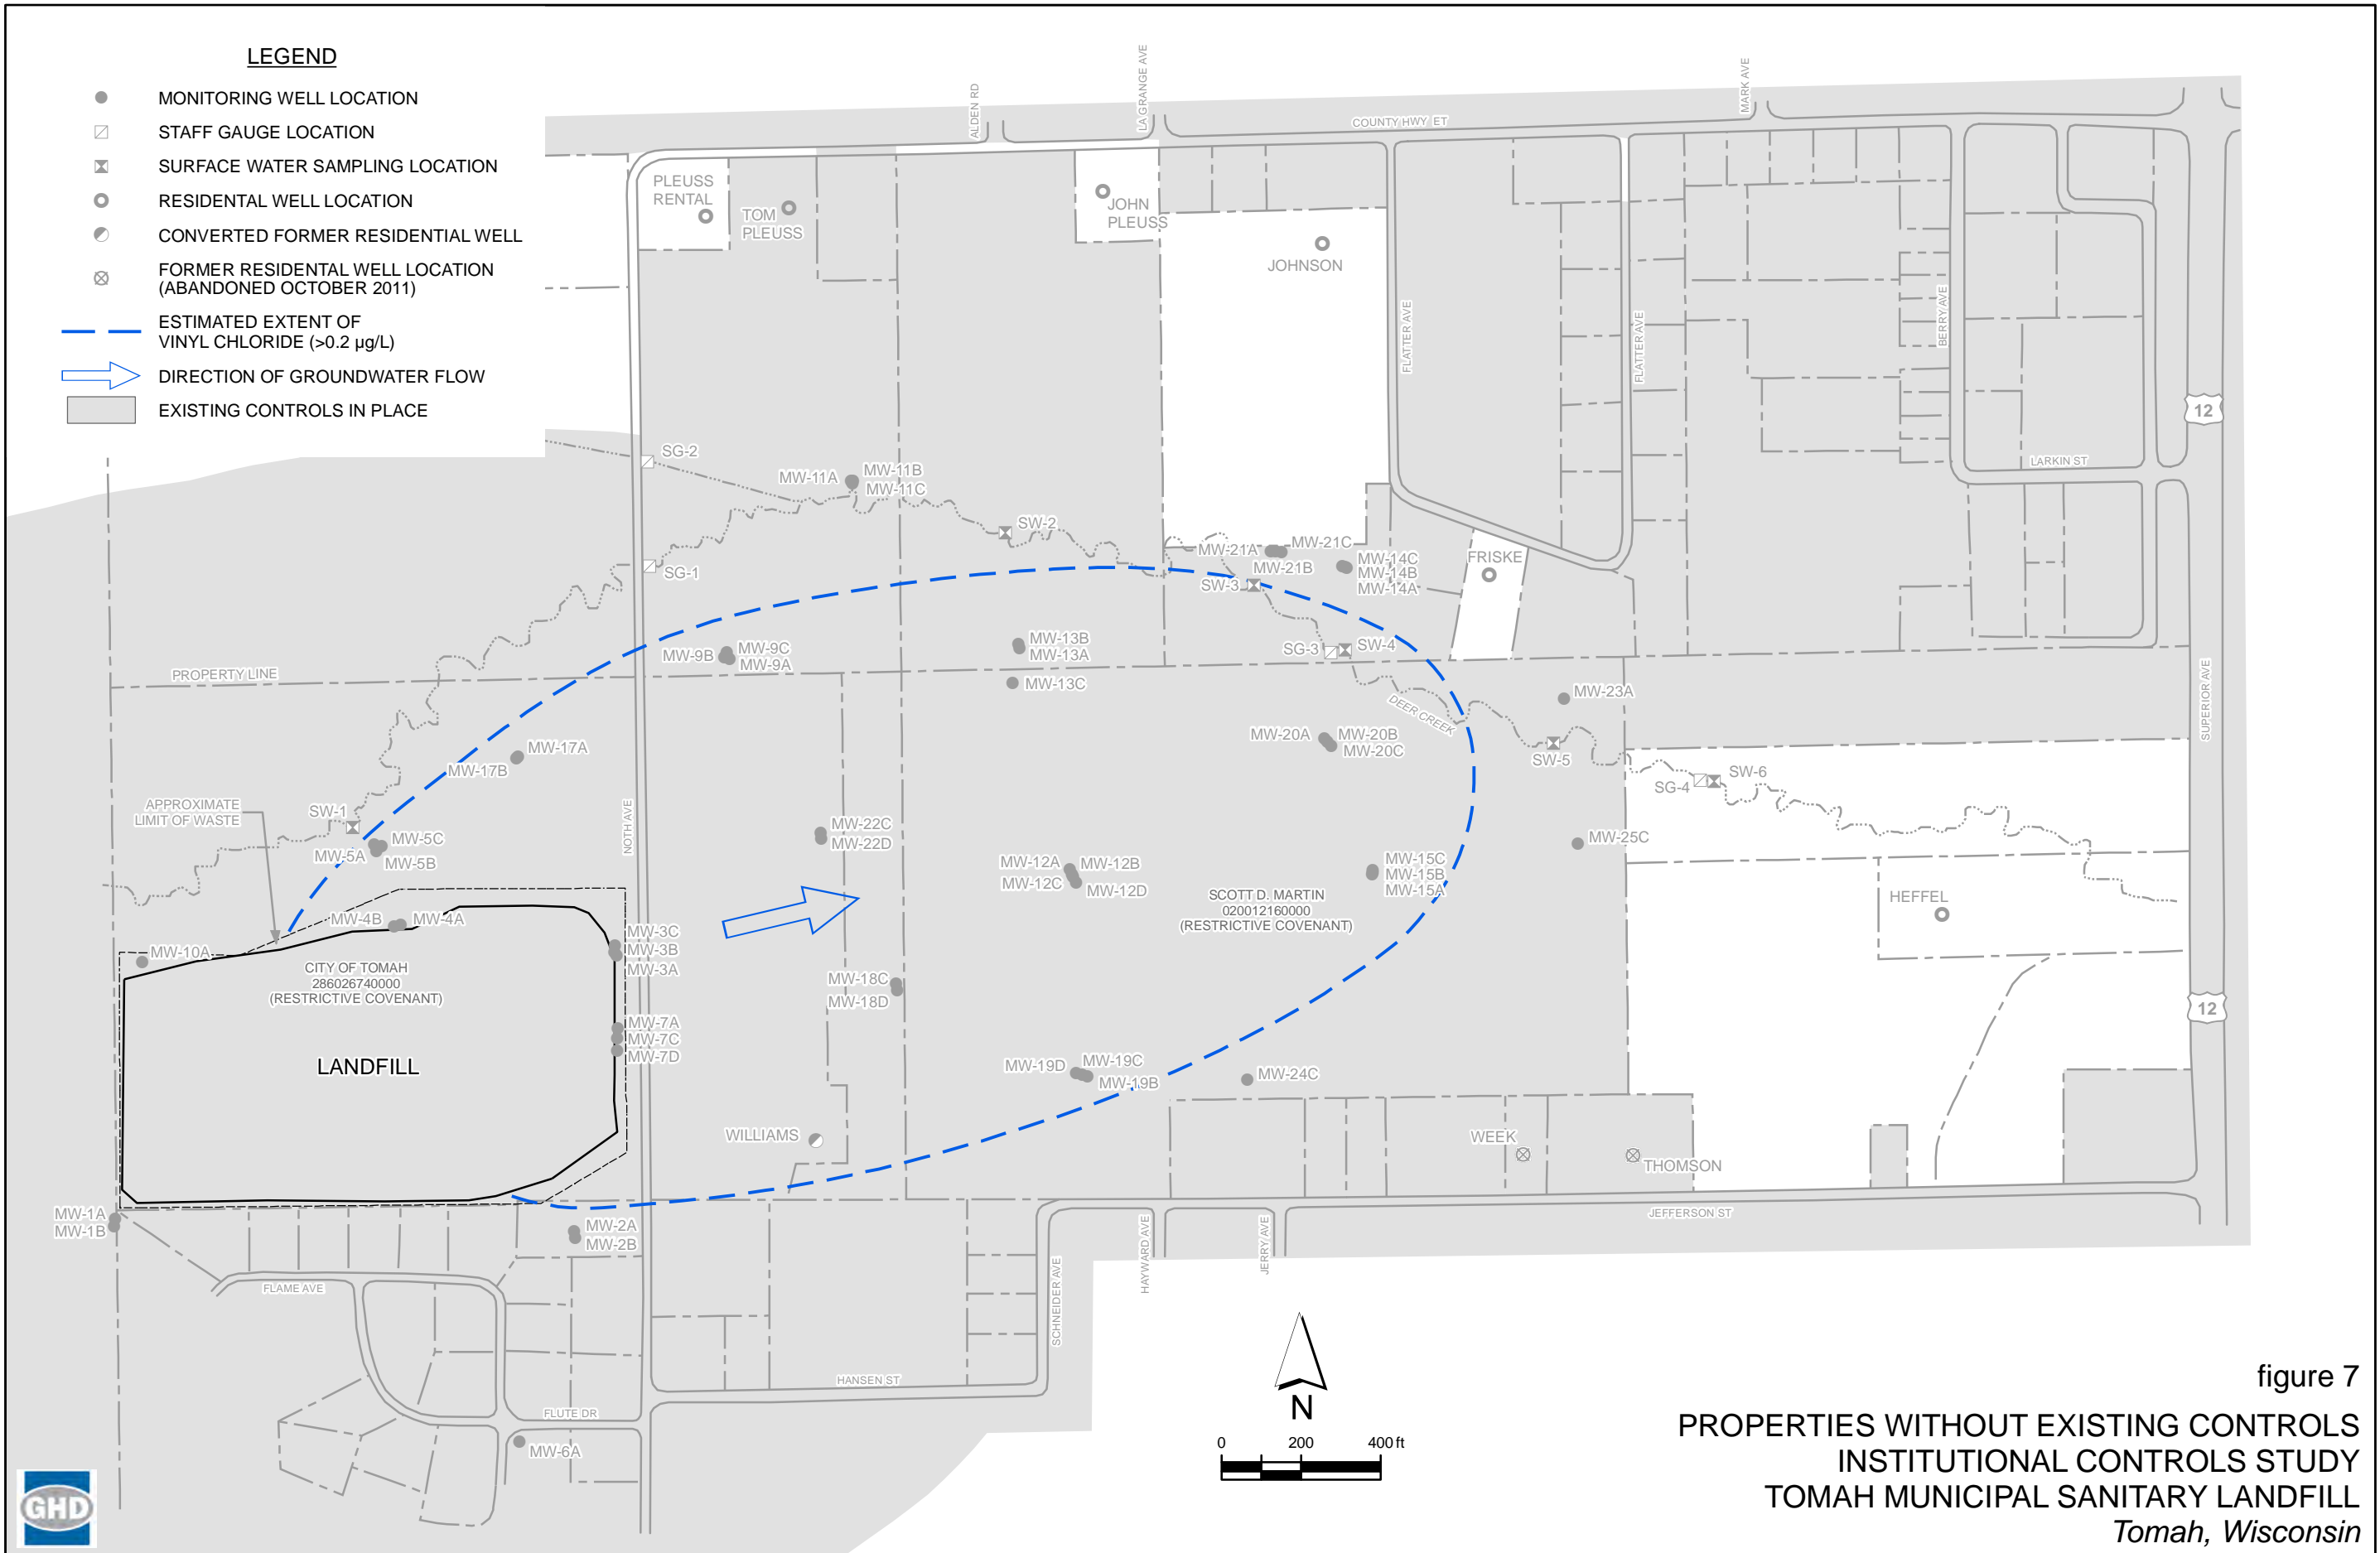 LEGEND
MONITORING WELL LOCATION
STAFF GAUGE LOCATION
SURFACE WATER SAMPLING LOCATION
RESIDENTAL WELL LOCATION
CONVERTED FORMER RESIDENTIAL WELL
FORMER RESIDENTAL WELL LOCATION
(ABANDONED OCTOBER 2011)
ESTIMATED EXTENT OF
VINYL CHLORIDE (>0.2 µg/L)
DIRECTION OF GROUNDWATER FLOW
EXISTING CONTROLS IN PLACE
ALDEN RD
LA GRANGE AVE
COUNTY HWY ET
MARK AVE
PLEUSS
RENTAL
TOM
PLEUSS
JOHN
PLEUSS
JOHNSON
FLATTER AVE
FLATTER AVE
BERRY AVE
12
LARKIN ST
SG-2
MW-11A
MW-11B
MW-11C
SW-2
SG-1
MW-21A
MW-21C
MW-21B
MW-14C
MW-14B
MW-14A
SW-3
FRISKE
SG-3
SW-4
MW-9B
MW-9C
MW-9A
MW-13B
MW-13A
MW-13C
PROPERTY LINE
DEER CREEK
MW-23A
SUPERIOR AVE
MW-17A
MW-17B
MW-20A
MW-20B
MW-20C
SW-5
SG-4
SW-6
APPROXIMATE
LIMIT OF WASTE
SW-1
MW-5C
MW-5A
MW-5B
NOTH AVE
MW-22C
MW-22D
MW-12A
MW-12B
MW-12C
MW-12D
MW-15C
MW-15B
MW-15A
MW-25C
SCOTT D. MARTIN
020012160000
(RESTRICTIVE COVENANT)
HEFFEL
MW-4B
MW-4A
MW-10A
MW-3C
MW-3B
MW-3A
CITY OF TOMAH
286026740000
(RESTRICTIVE COVENANT)
MW-18C
MW-18D
12
MW-7A
MW-7C
MW-7D
LANDFILL
MW-19D
MW-19C
MW-19B
MW-24C
WILLIAMS
WEEK
THOMSON
MW-1A
MW-1B
MW-2A
MW-2B
JEFFERSON ST
FLAME AVE
SCHNEIDER AVE
HAYWARD AVE
JERRY AVE
HANSEN ST
FLUTE DR
MW-6A
N
0 200 400 ft
GHD
figure 7
PROPERTIES WITHOUT EXISTING CONTROLS
INSTITUTIONAL CONTROLS STUDY
TOMAH MUNICIPAL SANITARY LANDFILL
Tomah, Wisconsin